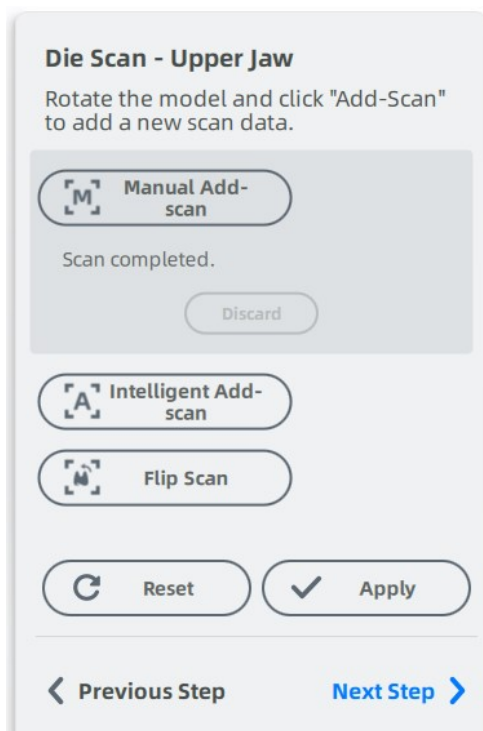 Die Scan - Upper Jaw
Rotate the model and click "Add-Scan"
to add a new scan data.
M
Manual Add-
scan
Scan completed.
Discard
A
Intelligent Add-
scan
Flip Scan
Reset
Apply
Previous Step
Next Step